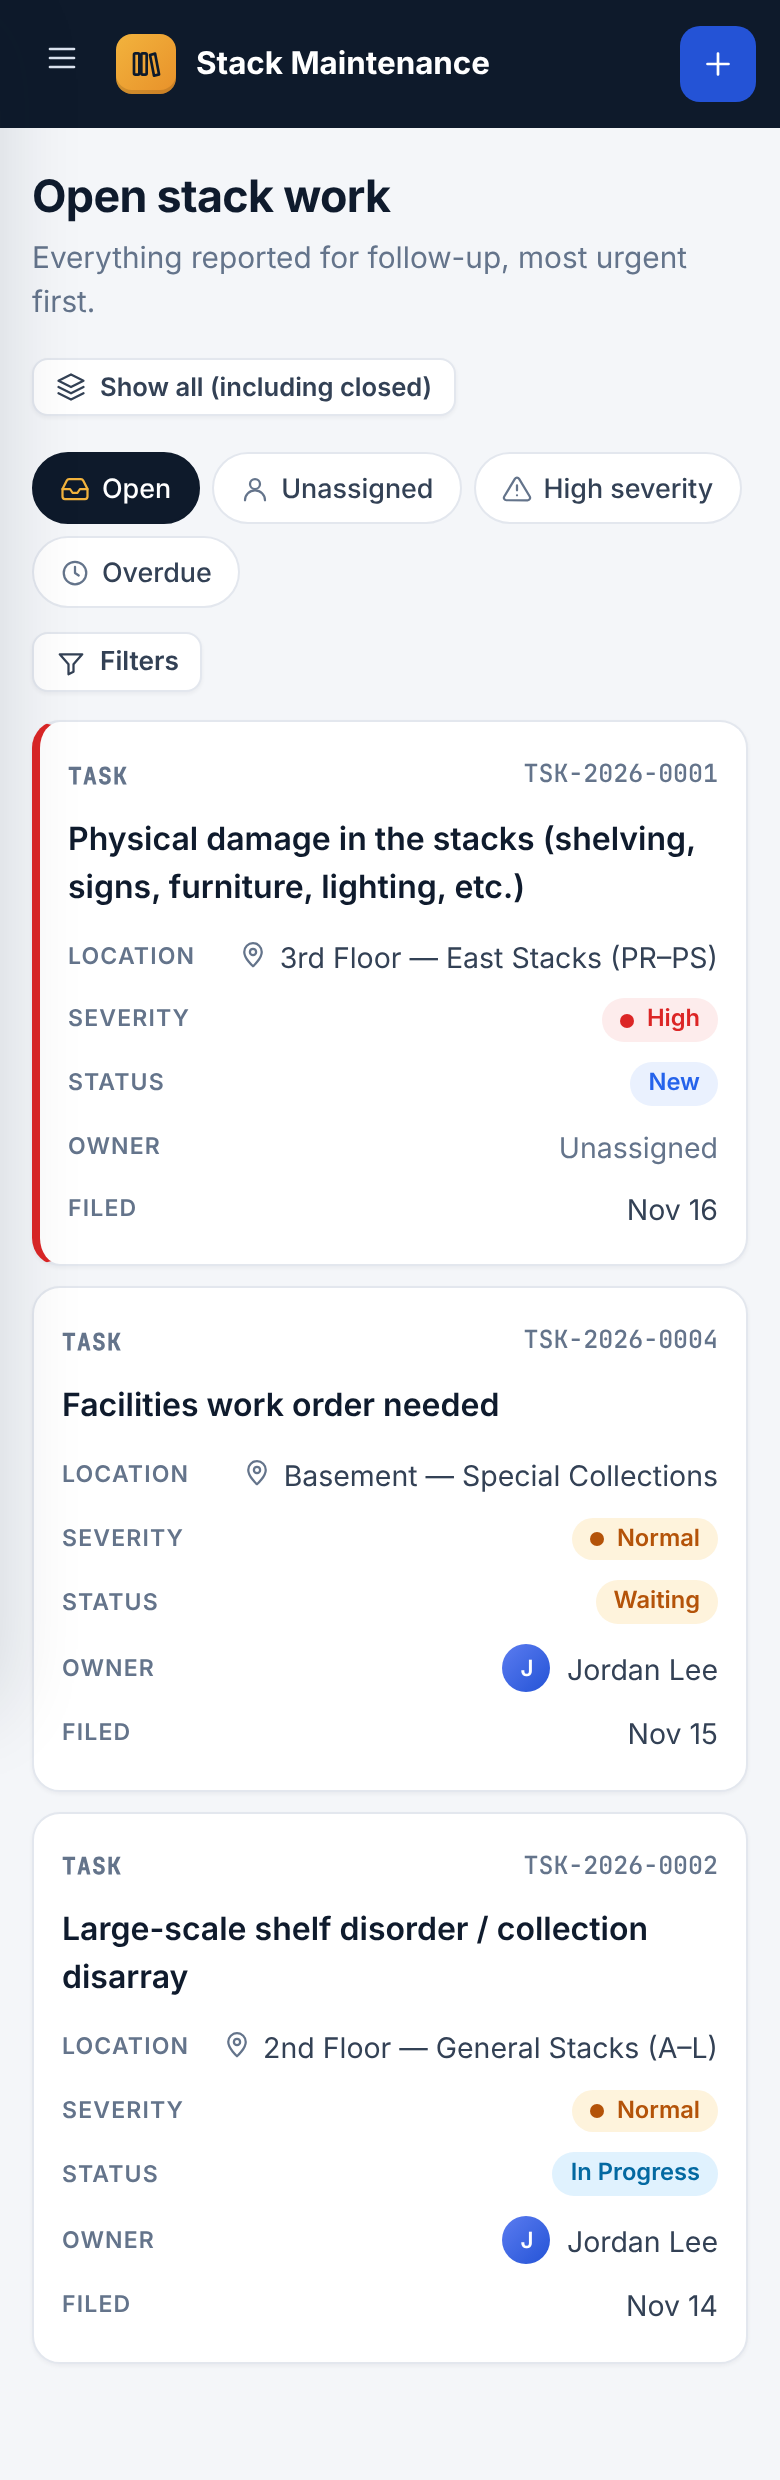 Stack Maintenance
Open stack work
Everything reported for follow-up, most urgent
first.
Show all (including closed)
Open
Unassigned
High severity
Overdue
Filters
TASK
TSK-2026-0001
Physical damage in the stacks (shelving,
signs, furniture, lighting, etc.)
LOCATION
3rd Floor — East Stacks (PR–PS)
SEVERITY
High
STATUS
New
OWNER
Unassigned
FILED
Nov 16
TASK
TSK-2026-0004
Facilities work order needed
LOCATION
Basement — Special Collections
SEVERITY
Normal
STATUS
Waiting
OWNER
J
Jordan Lee
FILED
Nov 15
TASK
TSK-2026-0002
Large-scale shelf disorder / collection
disarray
LOCATION
2nd Floor — General Stacks (A–L)
SEVERITY
Normal
STATUS
In Progress
OWNER
J
Jordan Lee
FILED
Nov 14